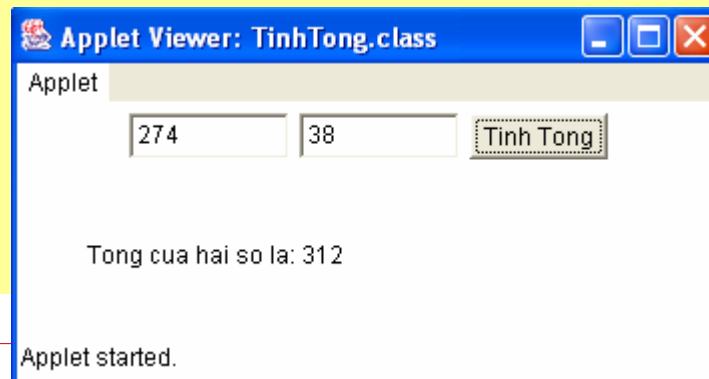 Applet Viewer: TinhTong.class
Applet
274 38 Tinh Tong
Tong cua hai so la: 312
Applet started.